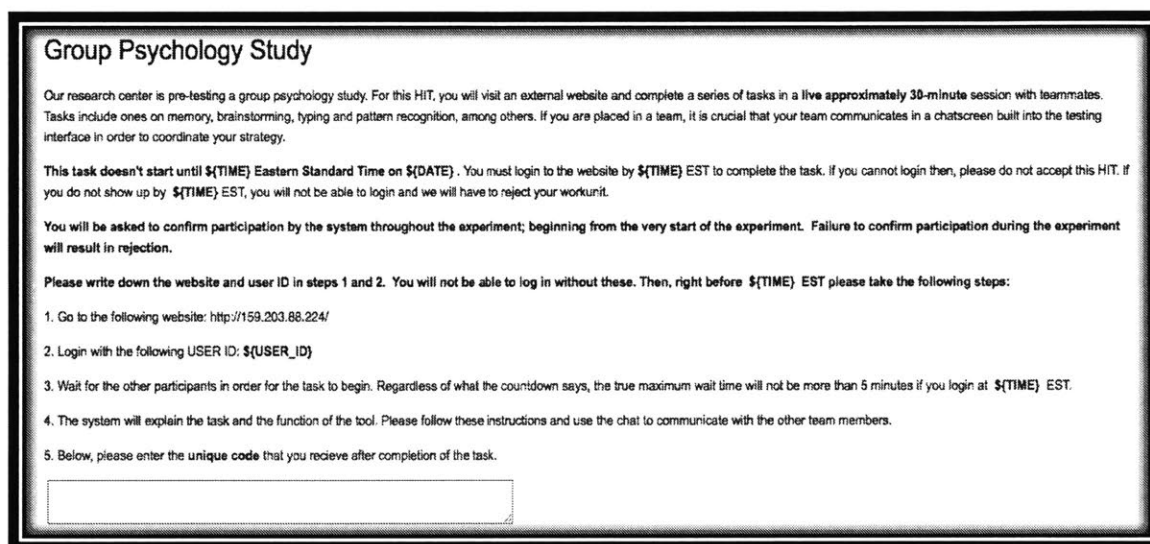 Group Psychology Study
Our research center is pre-testing a group psychology study. For this HIT, you will visit an external website and complete a series of tasks in a live approximately 30-minute session with teammates.
Tasks include ones on memory, brainstorming, typing and pattern recognition, among others. If you are placed in a team, it is crucial that your team communicates in a chatscreen built into the testing
interface in order to coordinate your strategy.
This task doesn't start until ${TIME} Eastern Standard Time on ${DATE} . You must login to the website by ${TIME} EST to complete the task. If you cannot login then, please do not accept this HIT. If
you do not show up by ${TIME} EST, you will not be able to login and we will have to reject your workunit.
You will be asked to confirm participation by the system throughout the experiment; beginning from the very start of the experiment. Failure to confirm participation during the experiment
will result in rejection.
Please write down the website and user ID in steps 1 and 2. You will not be able to log in without these. Then, right before ${TIME} EST please take the following steps:
1. Go to the following website: http://159.203.88.224/
2. Login with the following USER ID: ${USER_ID}
3. Wait for the other participants in order for the task to begin. Regardless of what the countdown says, the true maximum wait time will not be more than 5 minutes if you login at ${TIME} EST.
4. The system will explain the task and the function of the tool. Please follow these instructions and use the chat to communicate with the other team members.
5. Below, please enter the unique code that you recieve after completion of the task.